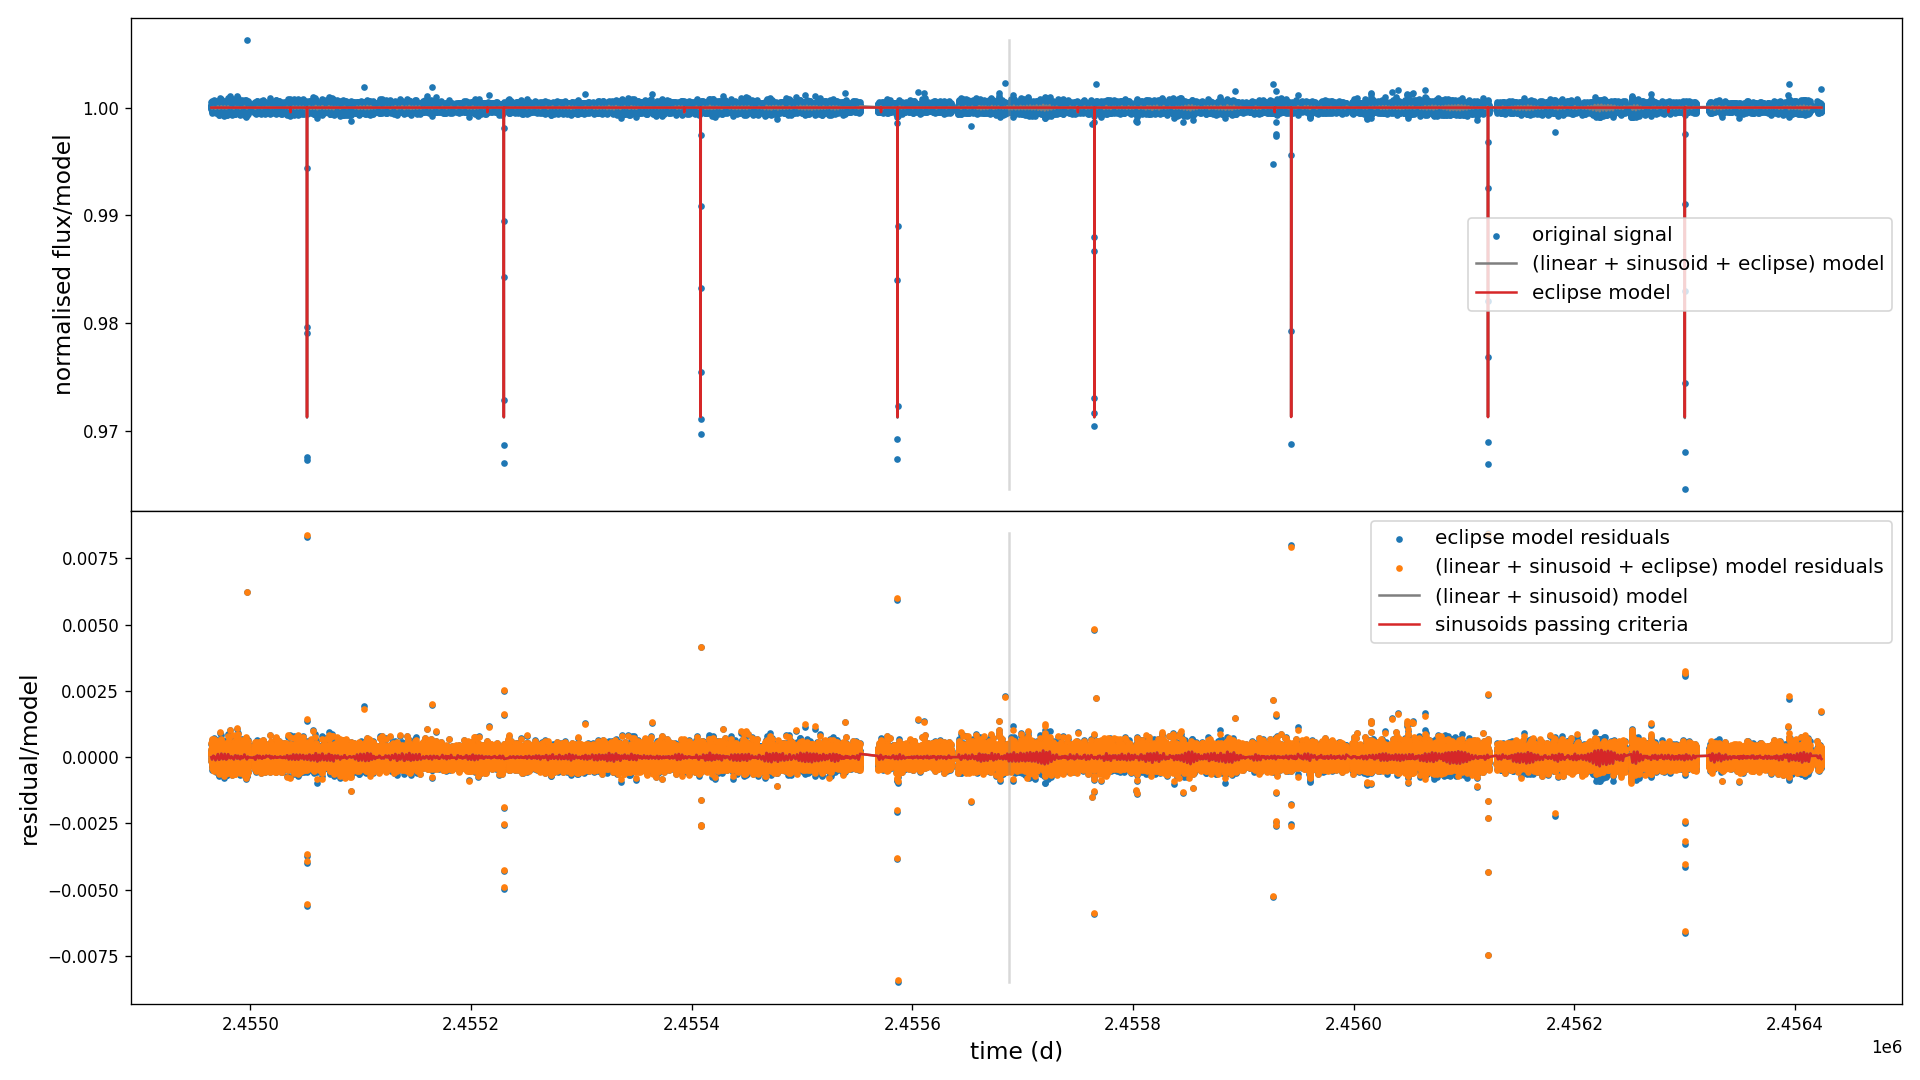 1.00
0.99
0.98
0.97
normalised flux/model
original signal
(linear + sinusoid + eclipse) model
eclipse model
0.0075
0.0050
0.0025
0.0000
−0.0025
−0.0050
−0.0075
residual/model
eclipse model residuals
(linear + sinusoid + eclipse) model residuals
(linear + sinusoid) model
sinusoids passing criteria
2.4550 2.4552 2.4554 2.4556 2.4558 2.4560 2.4562 2.4564
1e6
time (d)